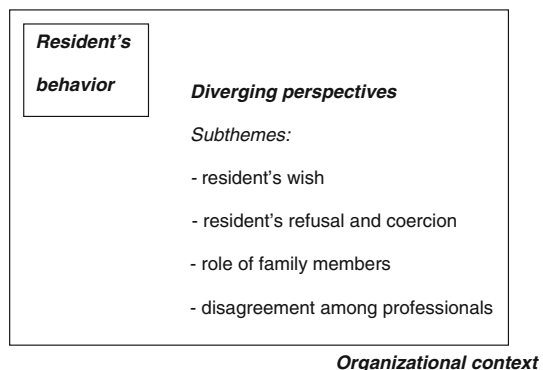 Resident's
behavior
Diverging perspectives
Subthemes:
- resident's wish
- resident's refusal and coercion
- role of family members
- disagreement among professionals
Organizational context